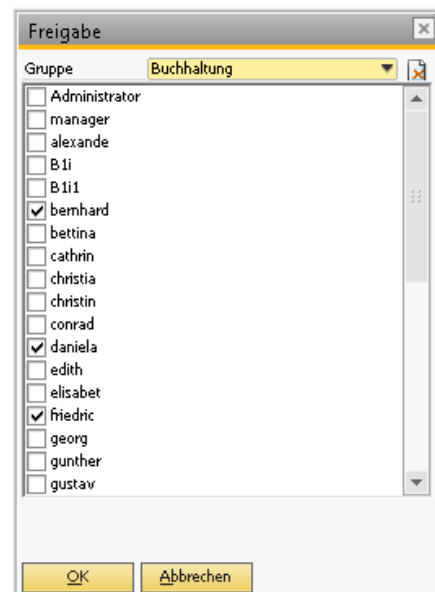 Freigabe
Gruppe Buchhaltung
Administrator
manager
alexande
B1i
B1i1
bernhard
bettina
cathrin
christia
christin
conrad
daniela
edith
elisabet
friedric
georg
gunther
gustav
OK Abbrechen